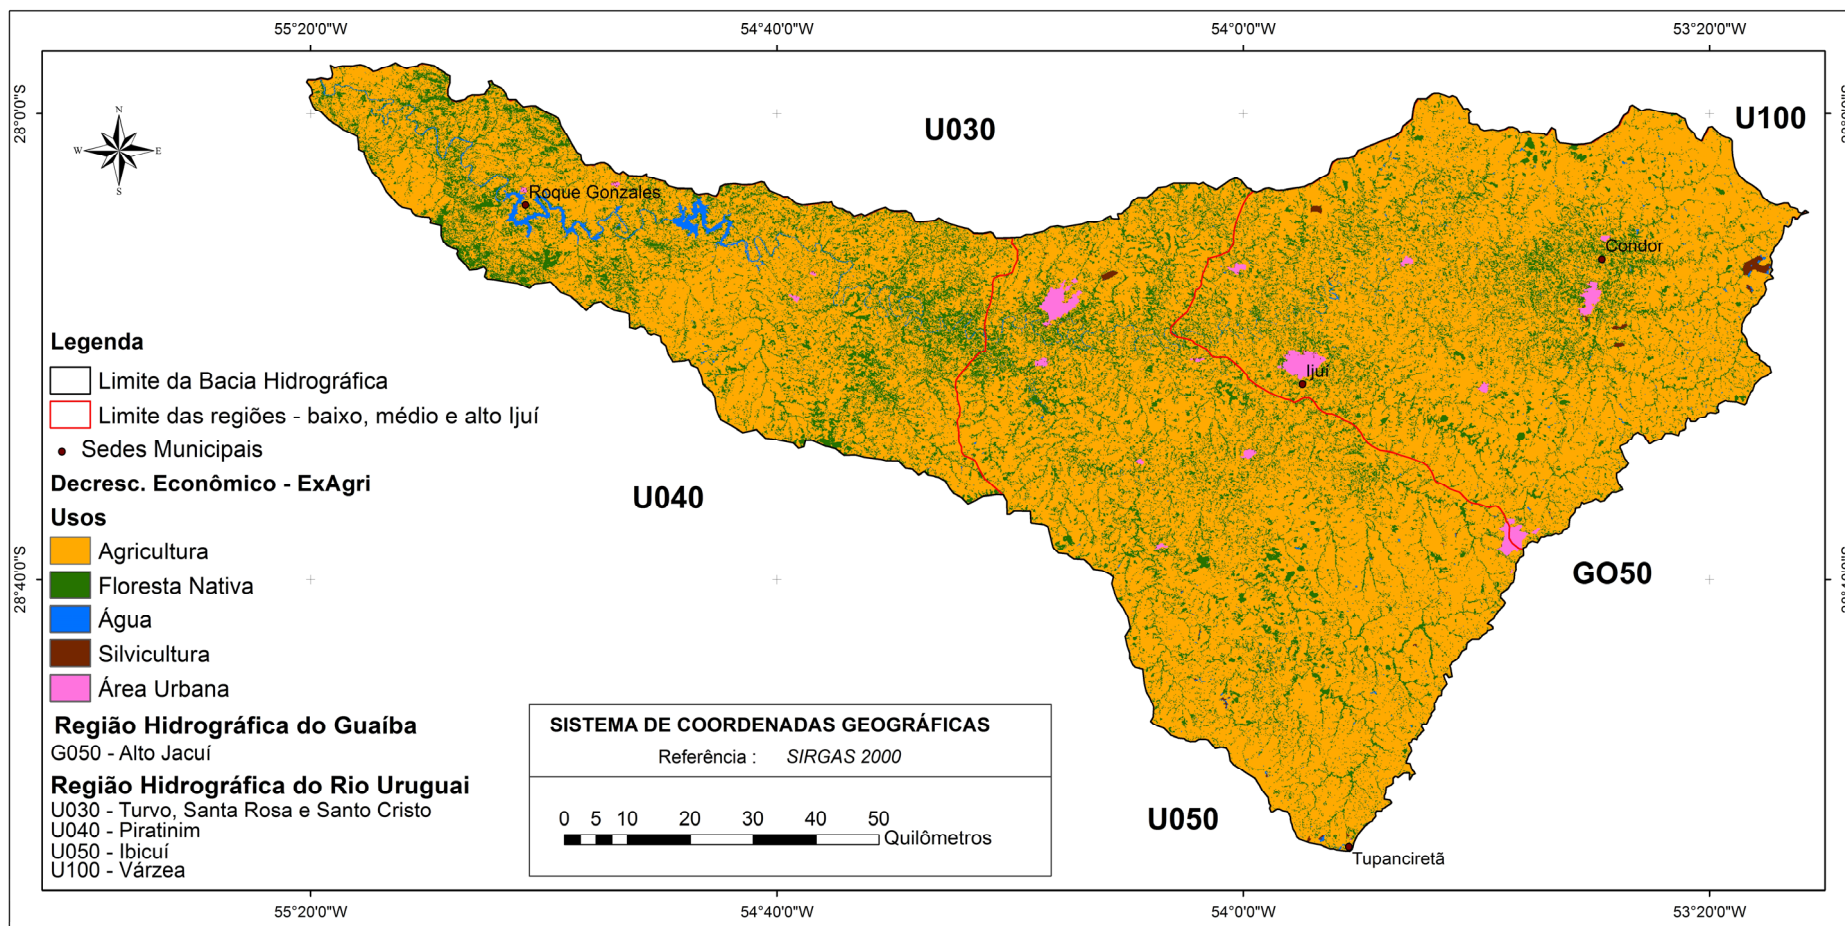 55°20'0"W 54°40'0"W 54°0'0"W 53°20'0"W
28°0'0"S
N
W E
S
U030
U100
Roque Gonzales
Condor
Ijuí
Legenda
Limite da Bacia Hidrográfica
Limite das regiões - baixo, médio e alto Ijuí
Sedes Municipais
Decresc. Econômico - ExAgri
Usos
Agricultura
Floresta Nativa
Água
Silvicultura
Área Urbana
U040
28°40'0"S
GO50
Região Hidrográfica do Guaíba
G050 - Alto Jacuí
Região Hidrográfica do Rio Uruguai
U030 - Turvo, Santa Rosa e Santo Cristo
U040 - Piratinim
U050 - Ibicuí
U100 - Várzea
SISTEMA DE COORDENADAS GEOGRÁFICAS
Referência : SIRGAS 2000
0 5 10 20 30 40 50
Quilômetros
U050
Tupanciretã
55°20'0"W 54°40'0"W 54°0'0"W 53°20'0"W